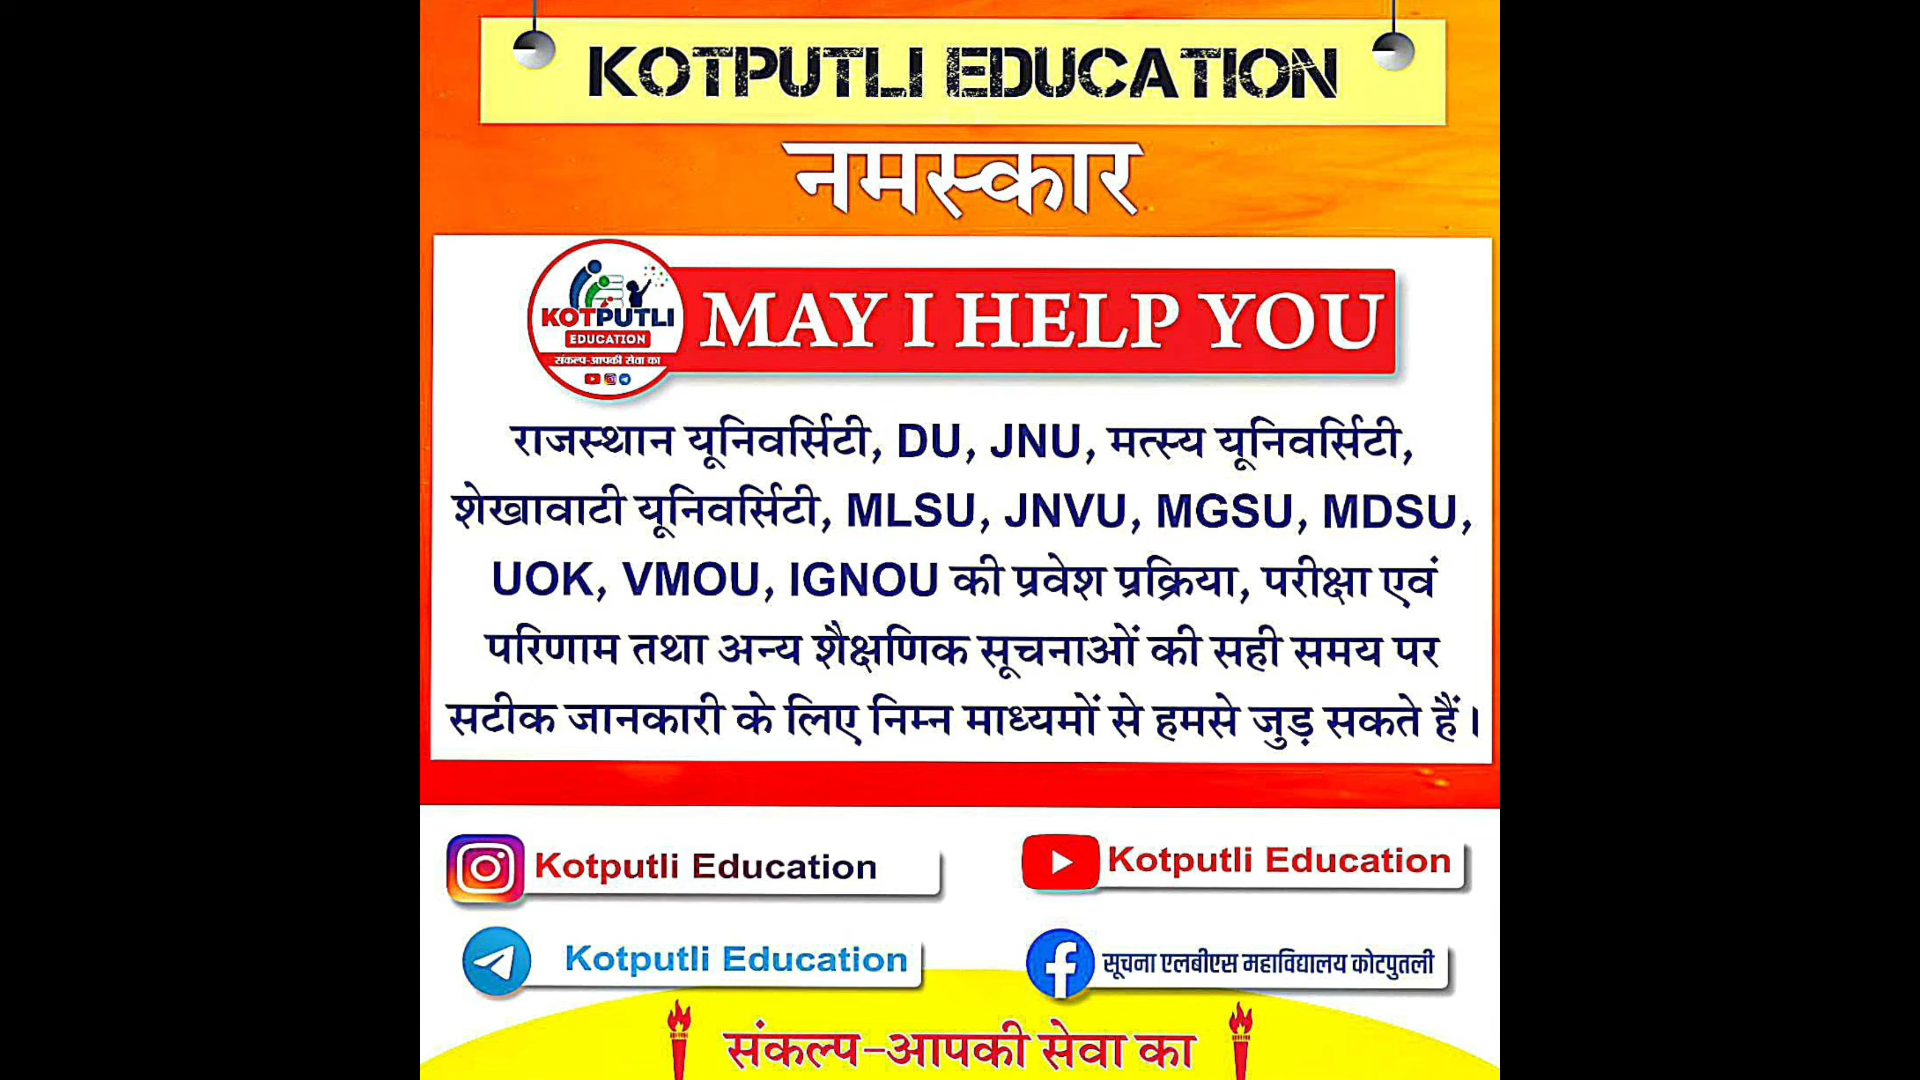 KOTPUTLI EDUCATION
नमस्कार
KOTPUTLI
EDUCATION
संकल्प-आपकी सेवा का
MAY I HELP YOU
राजस्थान यूनिवर्सिटी, DU, JNU, मत्स्य यूनिवर्सिटी,
शेखावाटी यूनिवर्सिटी, MLSU, JNVU, MGSU, MDSU,
UOK, VMOU, IGNOU की प्रवेश प्रक्रिया, परीक्षा एवं
परिणाम तथा अन्य शैक्षणिक सूचनाओं की सही समय पर
सटीक जानकारी के लिए निम्न माध्यमों से हमसे जुड़ सकते हैं।
Kotputli Education
Kotputli Education
Kotputli Education
सूचना एलबीएस महाविद्यालय कोटपुतली
संकल्प-आपकी सेवा का